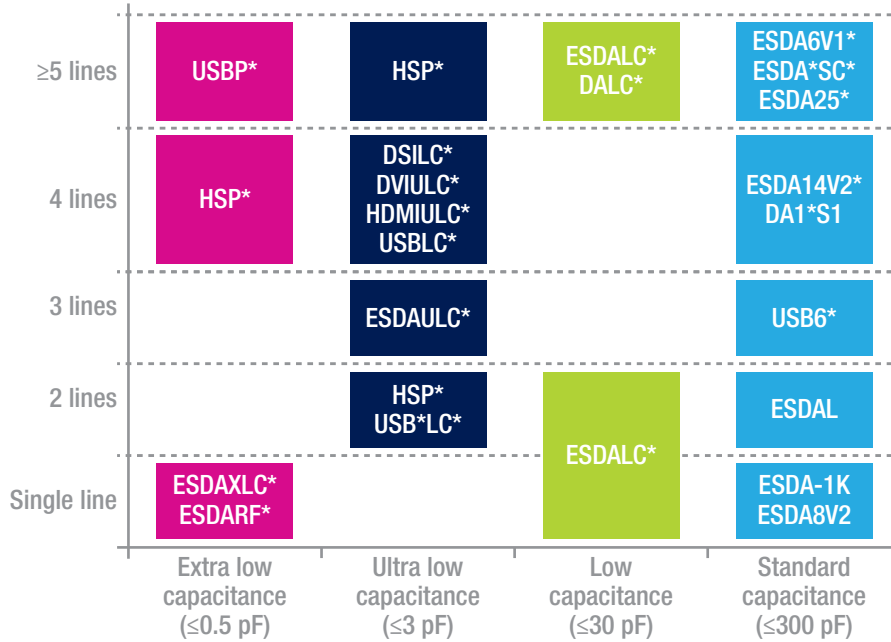 ≥5 lines
USBP*
HSP*
ESDALC*
DALC*
ESDA6V1*
ESDA*SC*
ESDA25*
4 lines
HSP*
DSILC*
DVIULC*
HDMIULC*
USBLC*
ESDA14V2*
DA1*S1
3 lines
ESDAULC*
USB6*
2 lines
HSP*
USB*LC*
ESDALC*
ESDAL
Single line
ESDAXLC*
ESDARF*
ESDA-1K
ESDA8V2
Extra low
capacitance
(≤0.5 pF)
Ultra low
capacitance
(≤3 pF)
Low
capacitance
(≤30 pF)
Standard
capacitance
(≤300 pF)